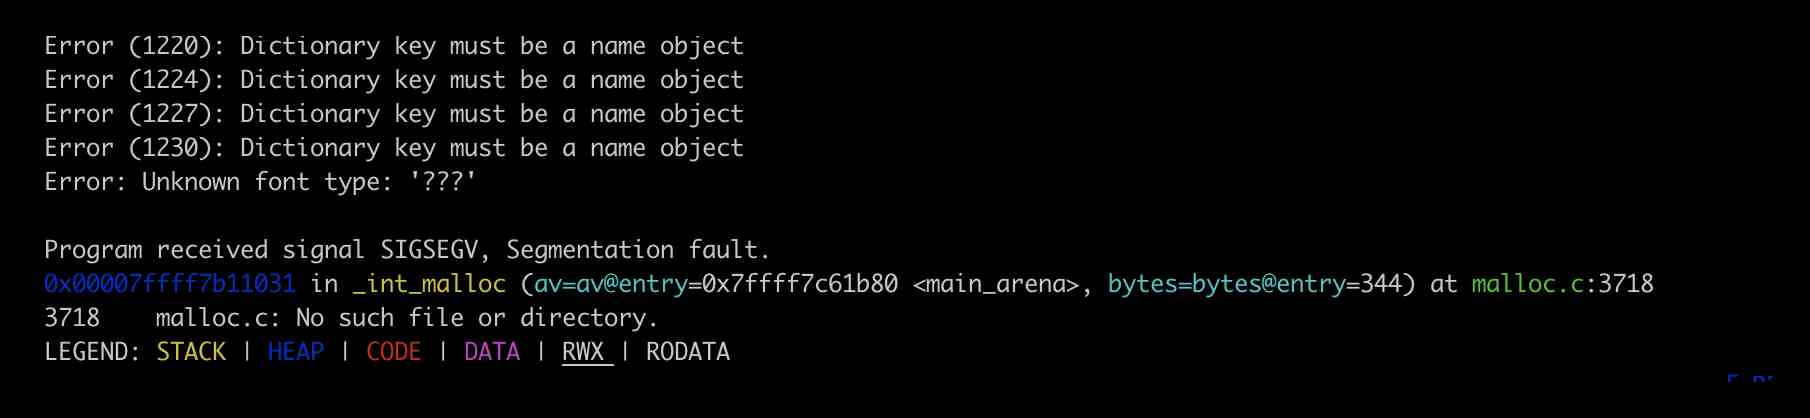 Error (1220): Dictionary key must be a name object
Error (1224): Dictionary key must be a name object
Error (1227): Dictionary key must be a name object
Error (1230): Dictionary key must be a name object
Error: Unknown font type: '???'
Program received signal SIGSEGV, Segmentation fault.
0x00007ffff7b11031 in _int_malloc (av=av@entry=0x7ffff7c61b80 <main_arena>, bytes=bytes@entry=344) at malloc.c:3718
3718    malloc.c: No such file or directory.
LEGEND: STACK | HEAP | CODE | DATA | RWX | RODATA